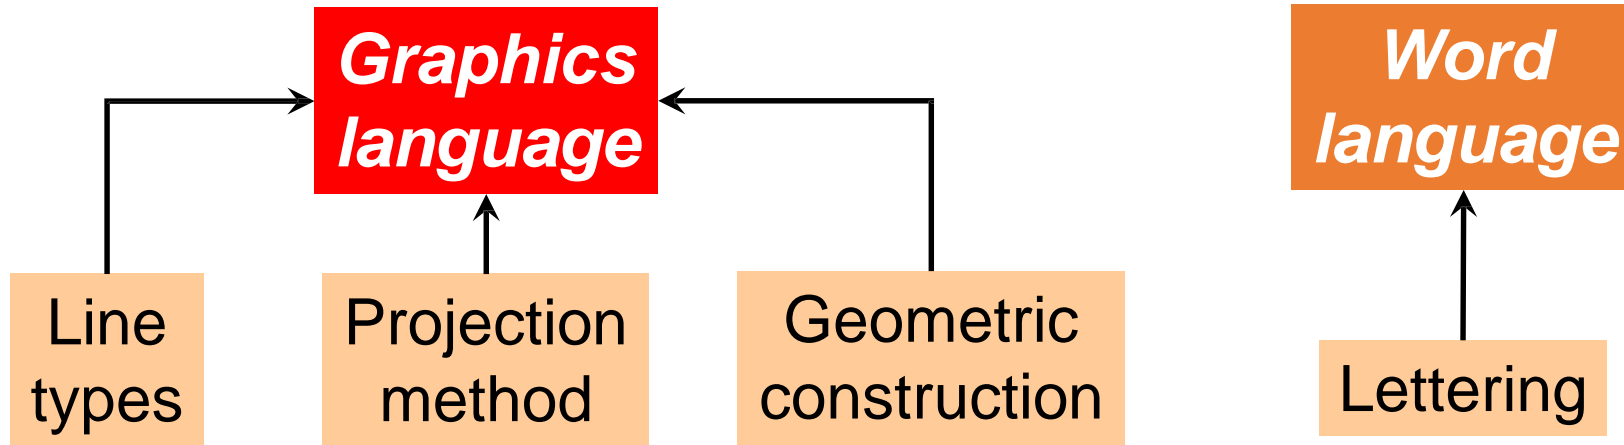 Graphics
language
Word
language
Line
types
Projection
method
Geometric
construction
Lettering